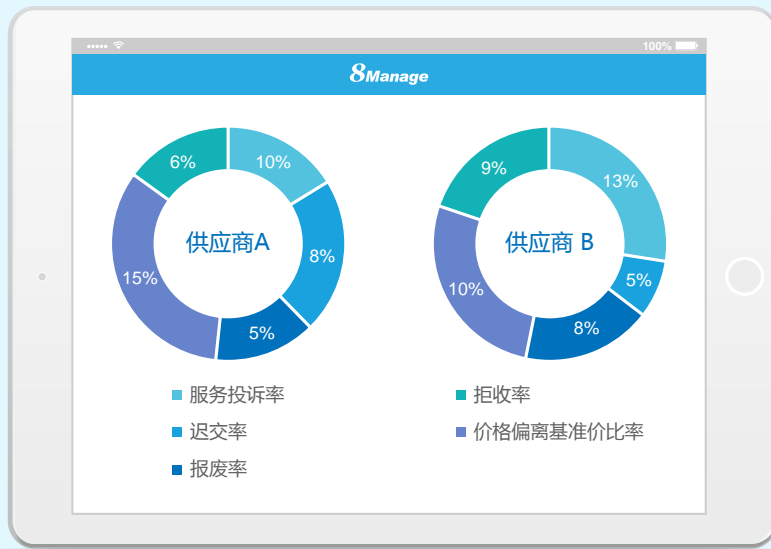 100%
8Manage
6%
10%
15%
8%
5%
供应商A
9%
13%
10%
5%
8%
供应商 B
服务投诉率
拒收率
迟交率
价格偏离基准价比率
报废率